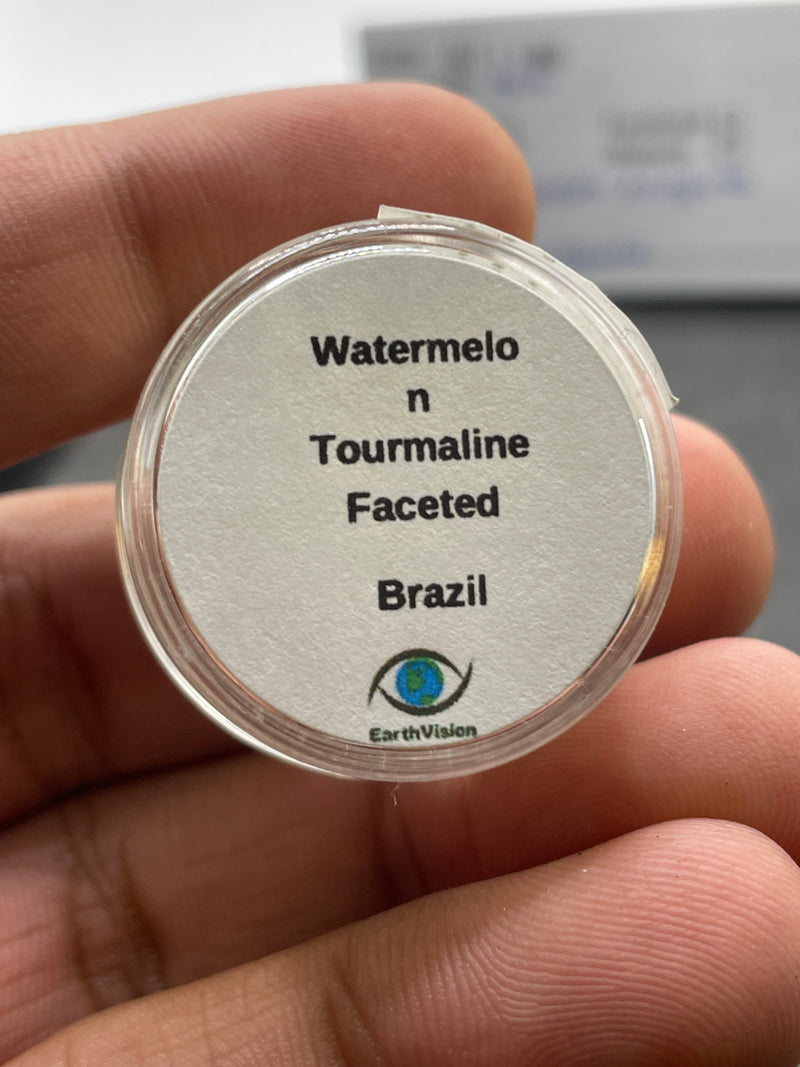 Watermelo
n
Tourmaline
Faceted
Brazil
EarthVision